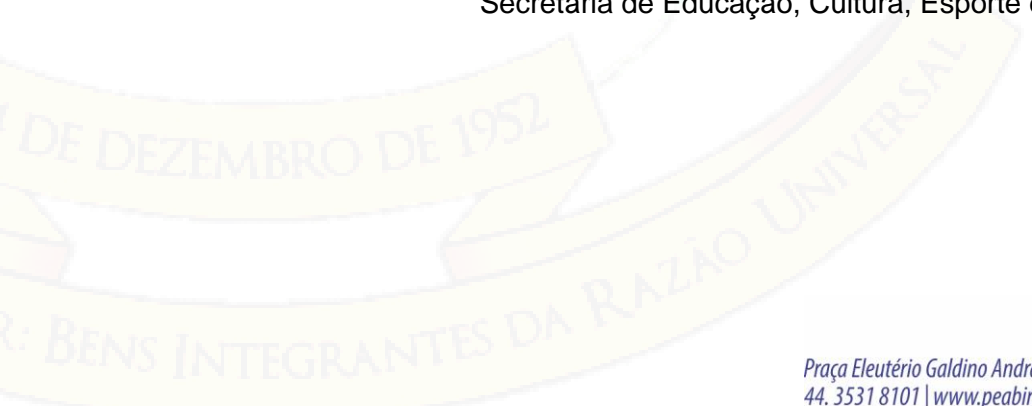 Secretaria de Educação, Cultura, Esporte
DE DEZEMBRO DE 1952
R: BENS INTEGRANTES DA RAZÃO UNIVERSAL
Praça Eleutério Galdino Andra
44. 3531 8101 | www.peabir